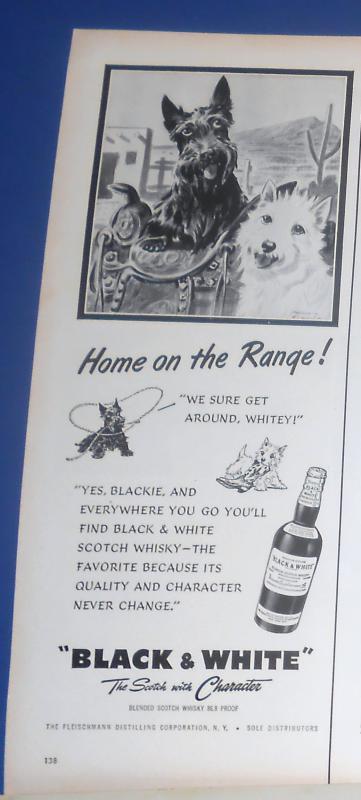 Home on the Range!
"WE SURE GET
AROUND, WHITEY!"
"YES, BLACKIE, AND
EVERYWHERE YOU GO YOU'LL
FIND BLACK & WHITE
SCOTCH WHISKY—THE
FAVORITE BECAUSE ITS
QUALITY AND CHARACTER
NEVER CHANGE."
BLACK & WHITE
"BLACK & WHITE"
The Scotch with Character
BLENDED SCOTCH WHISKY 86.8 PROOF
THE FLEISCHMANN DISTILLING CORPORATION, N. Y. • SOLE DISTRIBUTORS
138